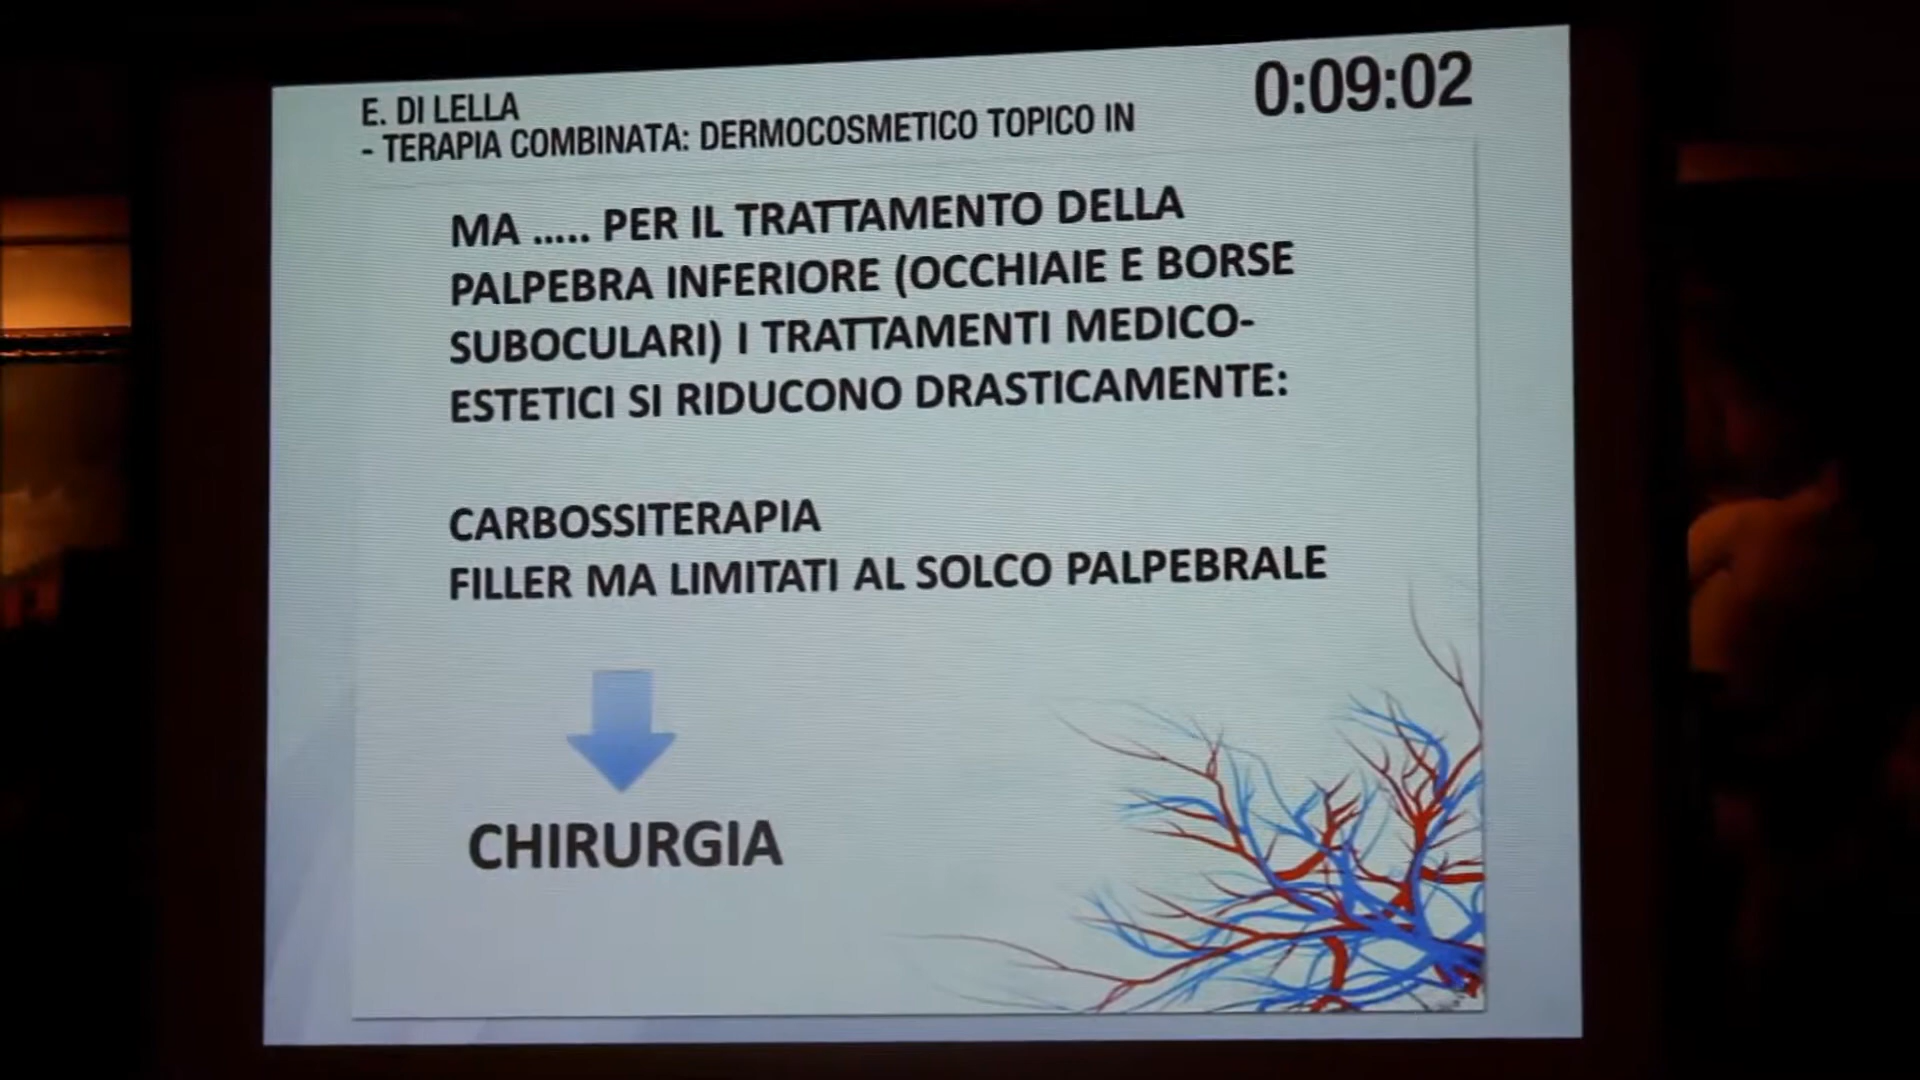 E. DI LELLA
0:09:02
- TERAPIA COMBINATA: DERMOCOSMETICO TOPICO IN
MA ..... PER IL TRATTAMENTO DELLA
PALPEBRA INFERIORE (OCCHIAIE E BORSE
SUBOCULARI) I TRATTAMENTI MEDICO-
ESTETICI SI RIDUCONO DRASTICAMENTE:
CARBOSSITERAPIA
FILLER MA LIMITATI AL SOLCO PALPEBRALE
CHIRURGIA